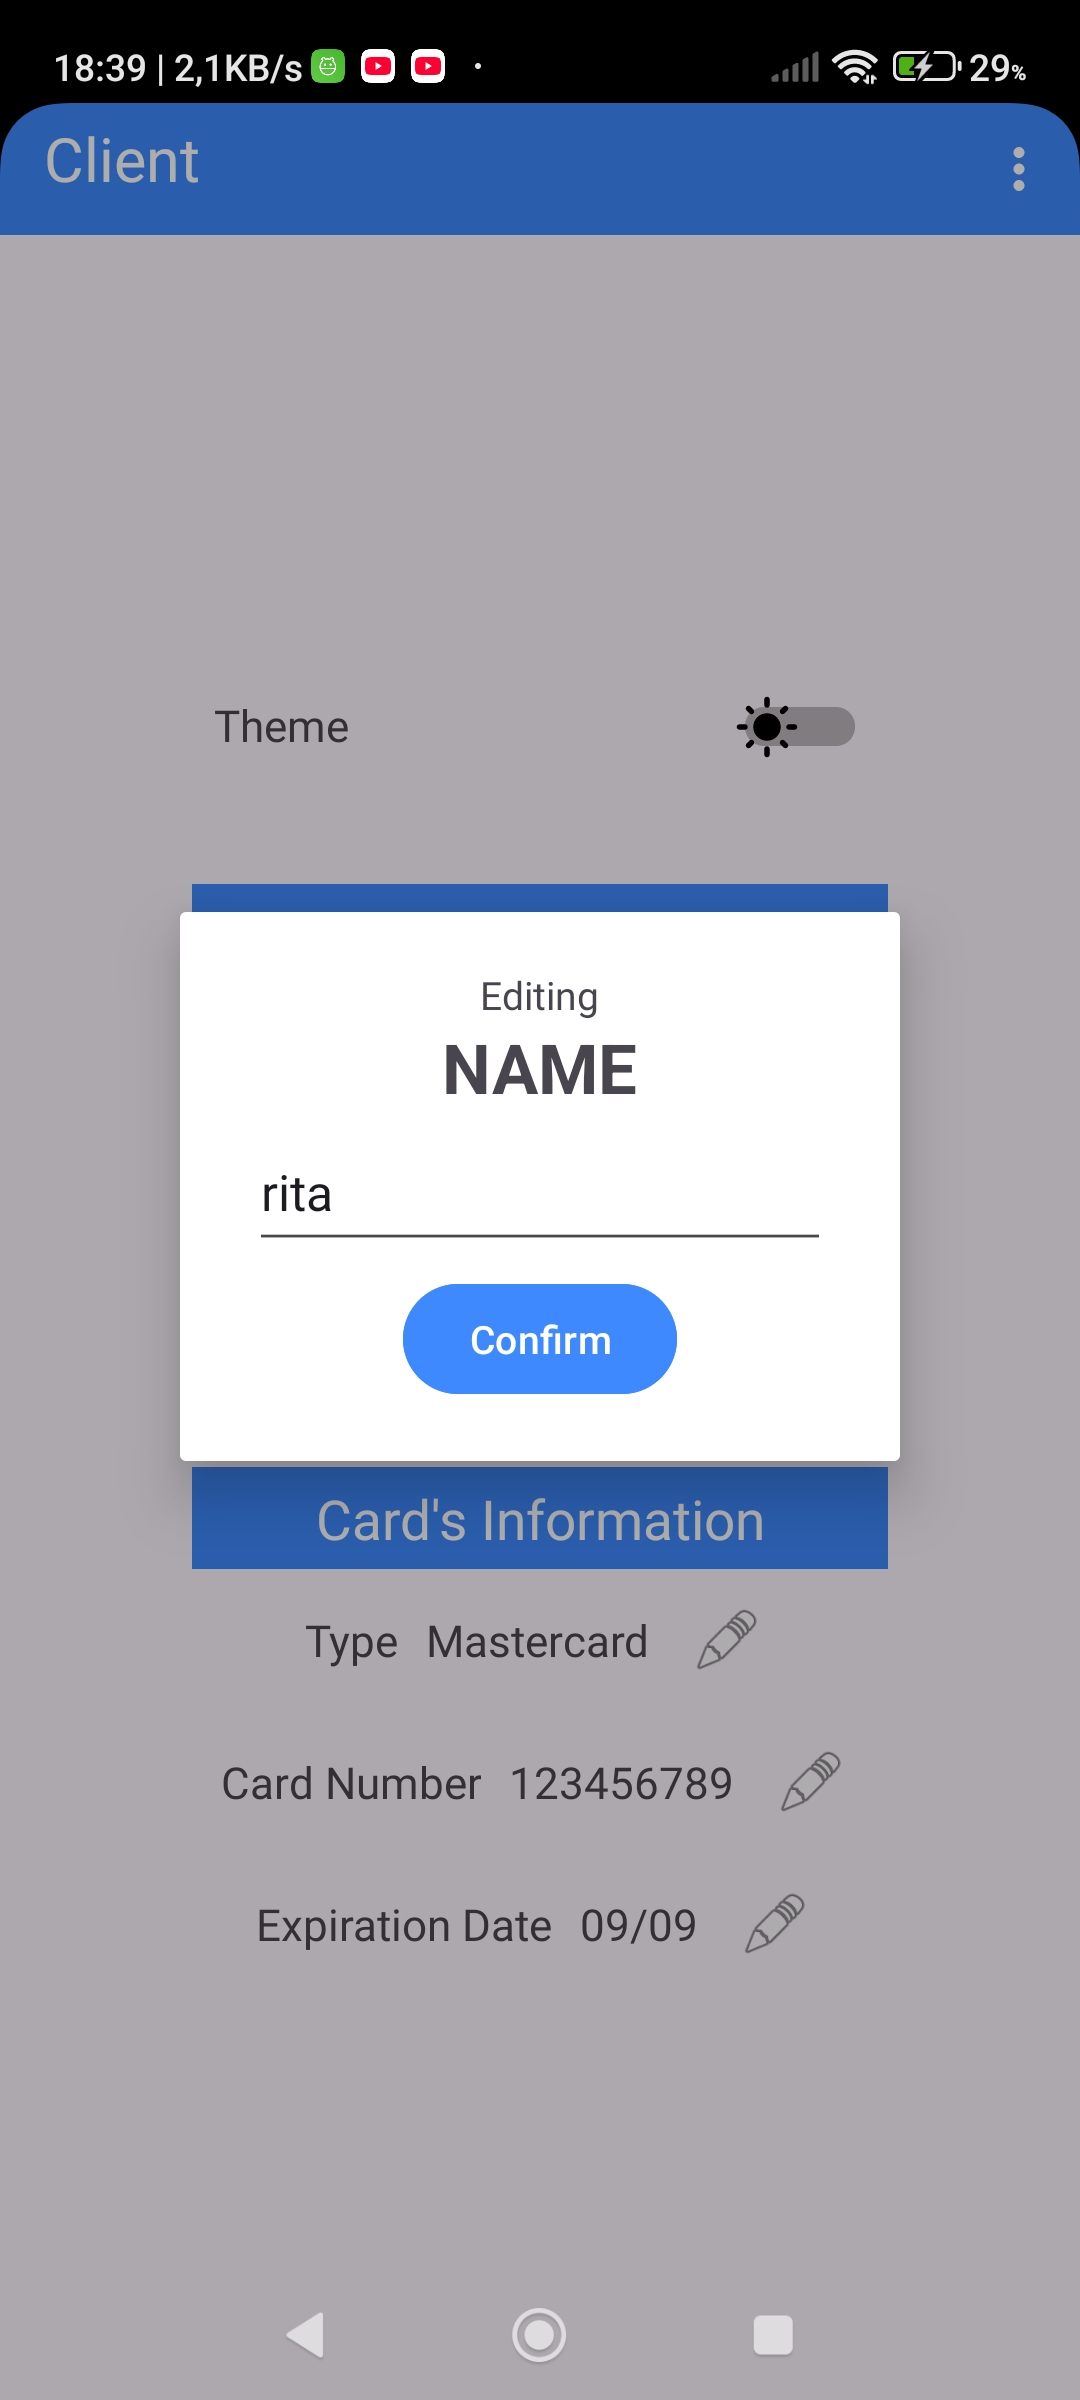 18:39 | 2,1KB/s
29%
Client
Theme
Editing
NAME
rita
Confirm
Card's Information
Type Mastercard
Card Number 123456789
Expiration Date 09/09